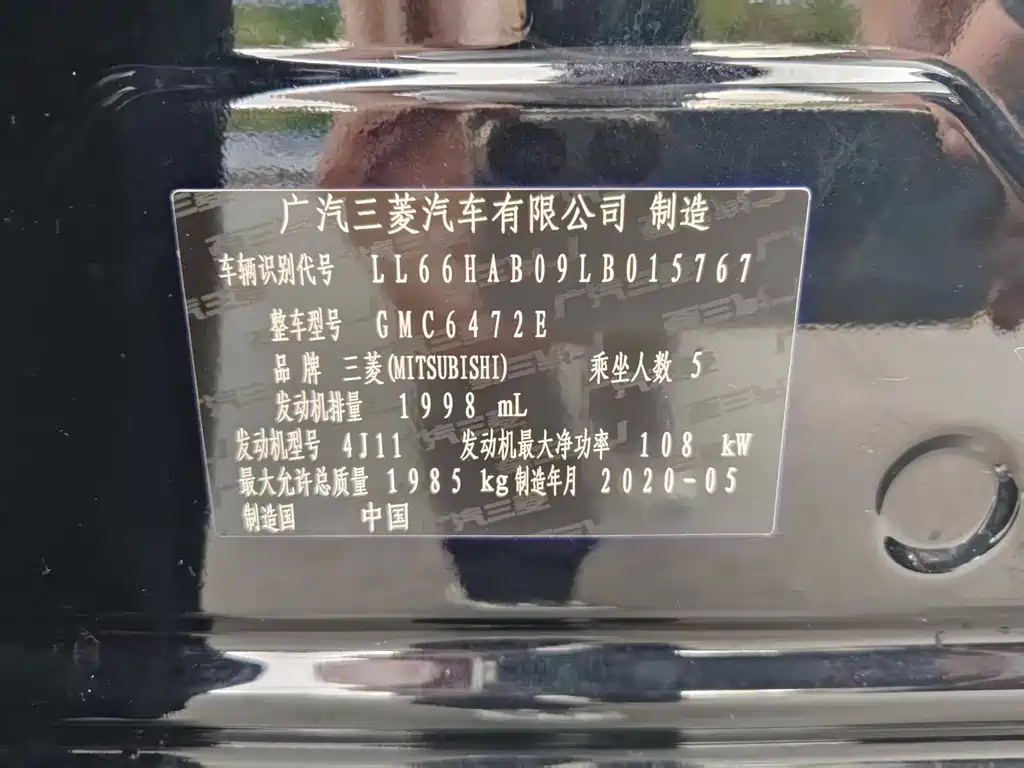 广汽三菱汽车有限公司 制造
车辆识别代号 LL66HAB09LB015767
整车型号 GMC6472E
品 牌 三菱(MITSUBISHI) 乘坐人数 5
发动机排量 1998 mL
发动机型号 4J11 发动机最大净功率 108 kW
最大允许总质量 1985 kg 制造年月 2020-05
制造国 中国